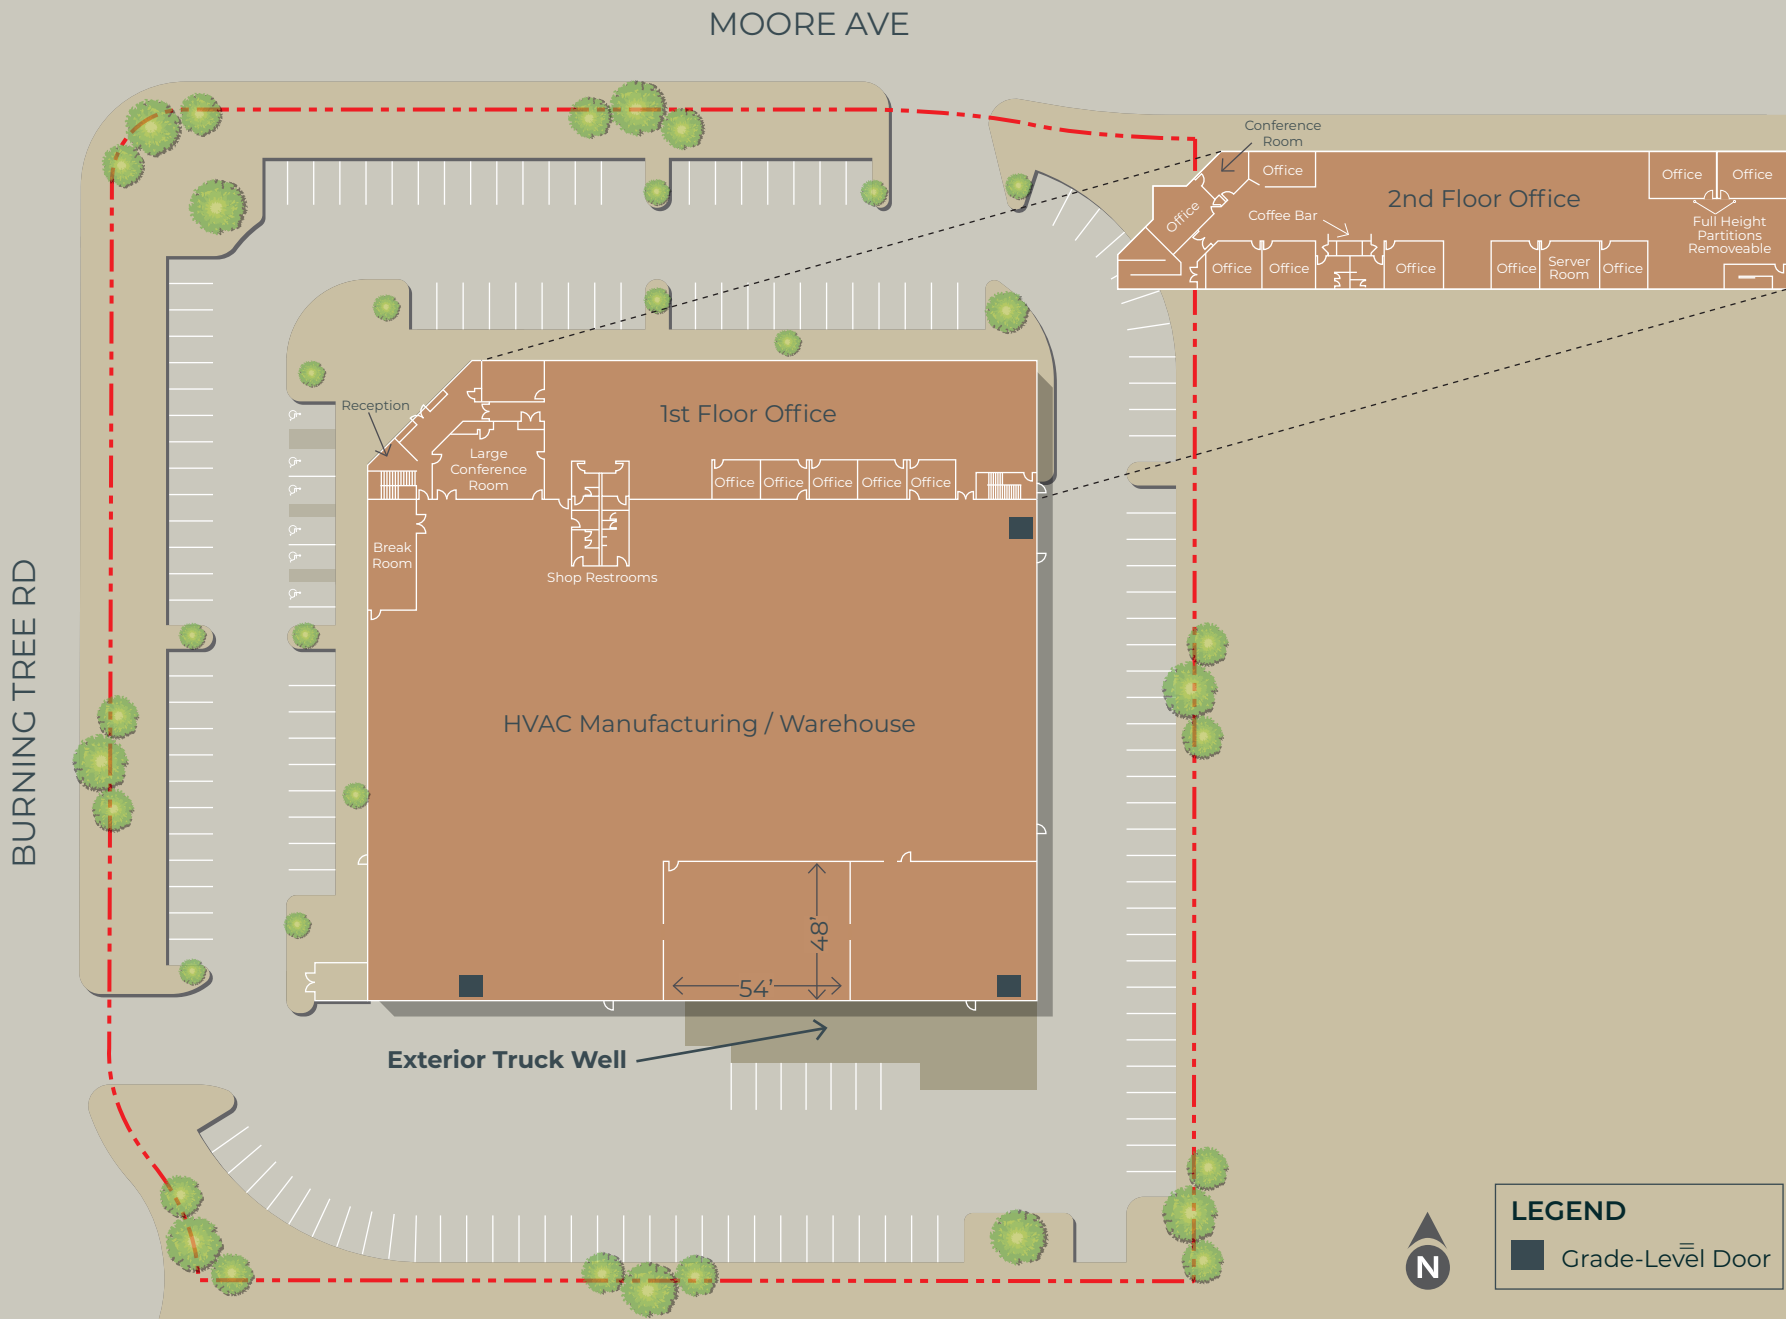 MOORE AVE
Conference
Room
Office
Office
Office
2nd Floor Office
Office
Coffee Bar
Full Height
Partitions
Removeable
Office
Office
Office
Office
Server
Room
Office
Reception
1st Floor Office
Large
Conference
Room
Office
Office
Office
Office
Office
Break
Room
Shop Restrooms
BURNING TREE RD
HVAC Manufacturing / Warehouse
48'
54'
Exterior Truck Well
N
LEGEND
Grade-Level Door